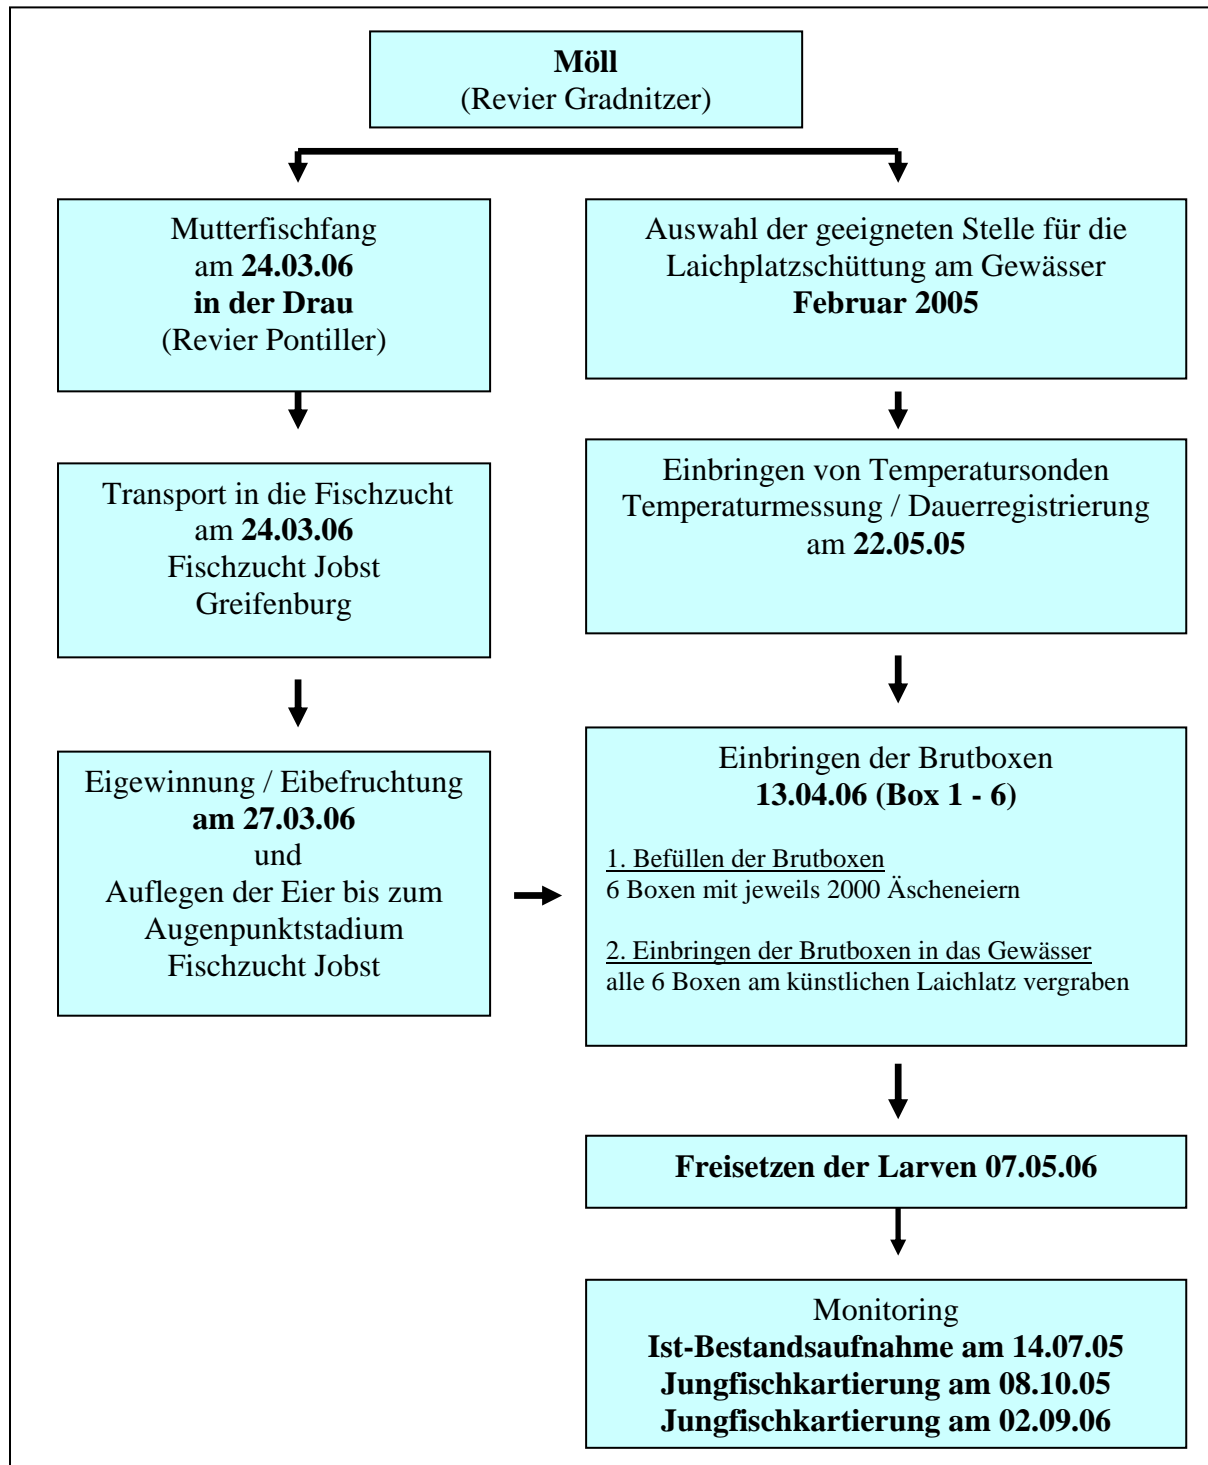 Möll
(Revier Gradnitzer)
Mutterfischfang
am 24.03.06
in der Drau
(Revier Pontiller)
Auswahl der geeigneten Stelle für die
Laichplatzschüttung am Gewässer
Februar 2005
Transport in die Fischzucht
am 24.03.06
Fischzucht Jobst
Greifenburg
Einbringen von Temperatursonden
Temperaturmessung / Dauerregistrierung
am 22.05.05
Eigewinnung / Eibefruchtung
am 27.03.06
und
Auflegen der Eier bis zum
Augenpunktstadium
Fischzucht Jobst
Einbringen der Brutboxen
13.04.06 (Box 1 - 6)
1. Befüllen der Brutboxen
6 Boxen mit jeweils 2000 Äscheneiern
2. Einbringen der Brutboxen in das Gewässer
alle 6 Boxen am künstlichen Laichlatz vergraben
Freisetzen der Larven 07.05.06
Monitoring
Ist-Bestandsaufnahme am 14.07.05
Jungfischkartierung am 08.10.05
Jungfischkartierung am 02.09.06